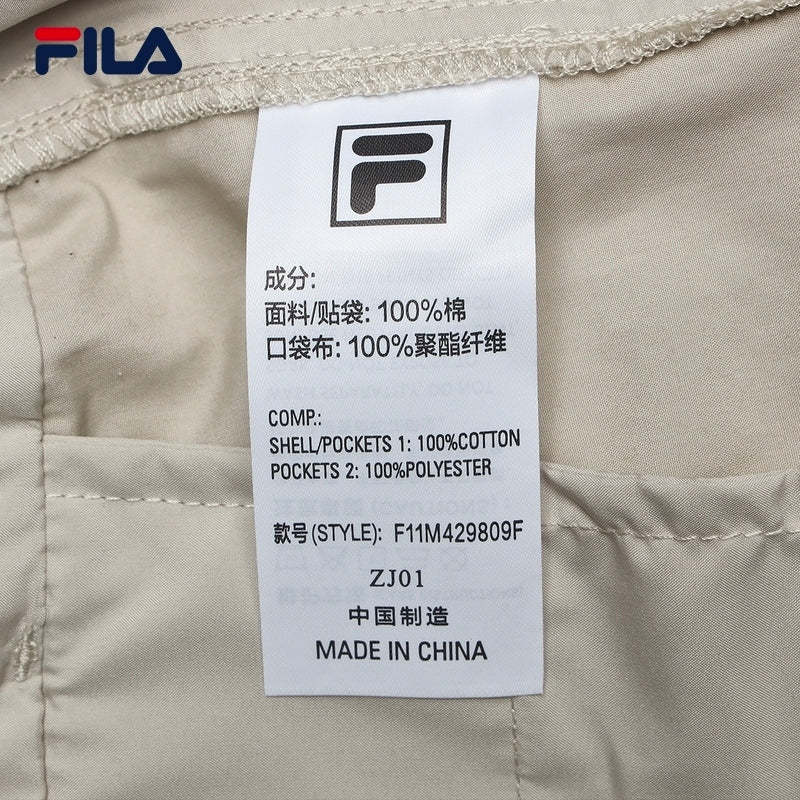 FILA
F
成分:
面料/贴袋: 100%棉
口袋布: 100%聚酯纤维
COMP.:
SHELL/POCKETS 1: 100%COTTON
POCKETS 2: 100%POLYESTER
款号(STYLE): F11M429809F
ZJ01
中国制造
MADE IN CHINA